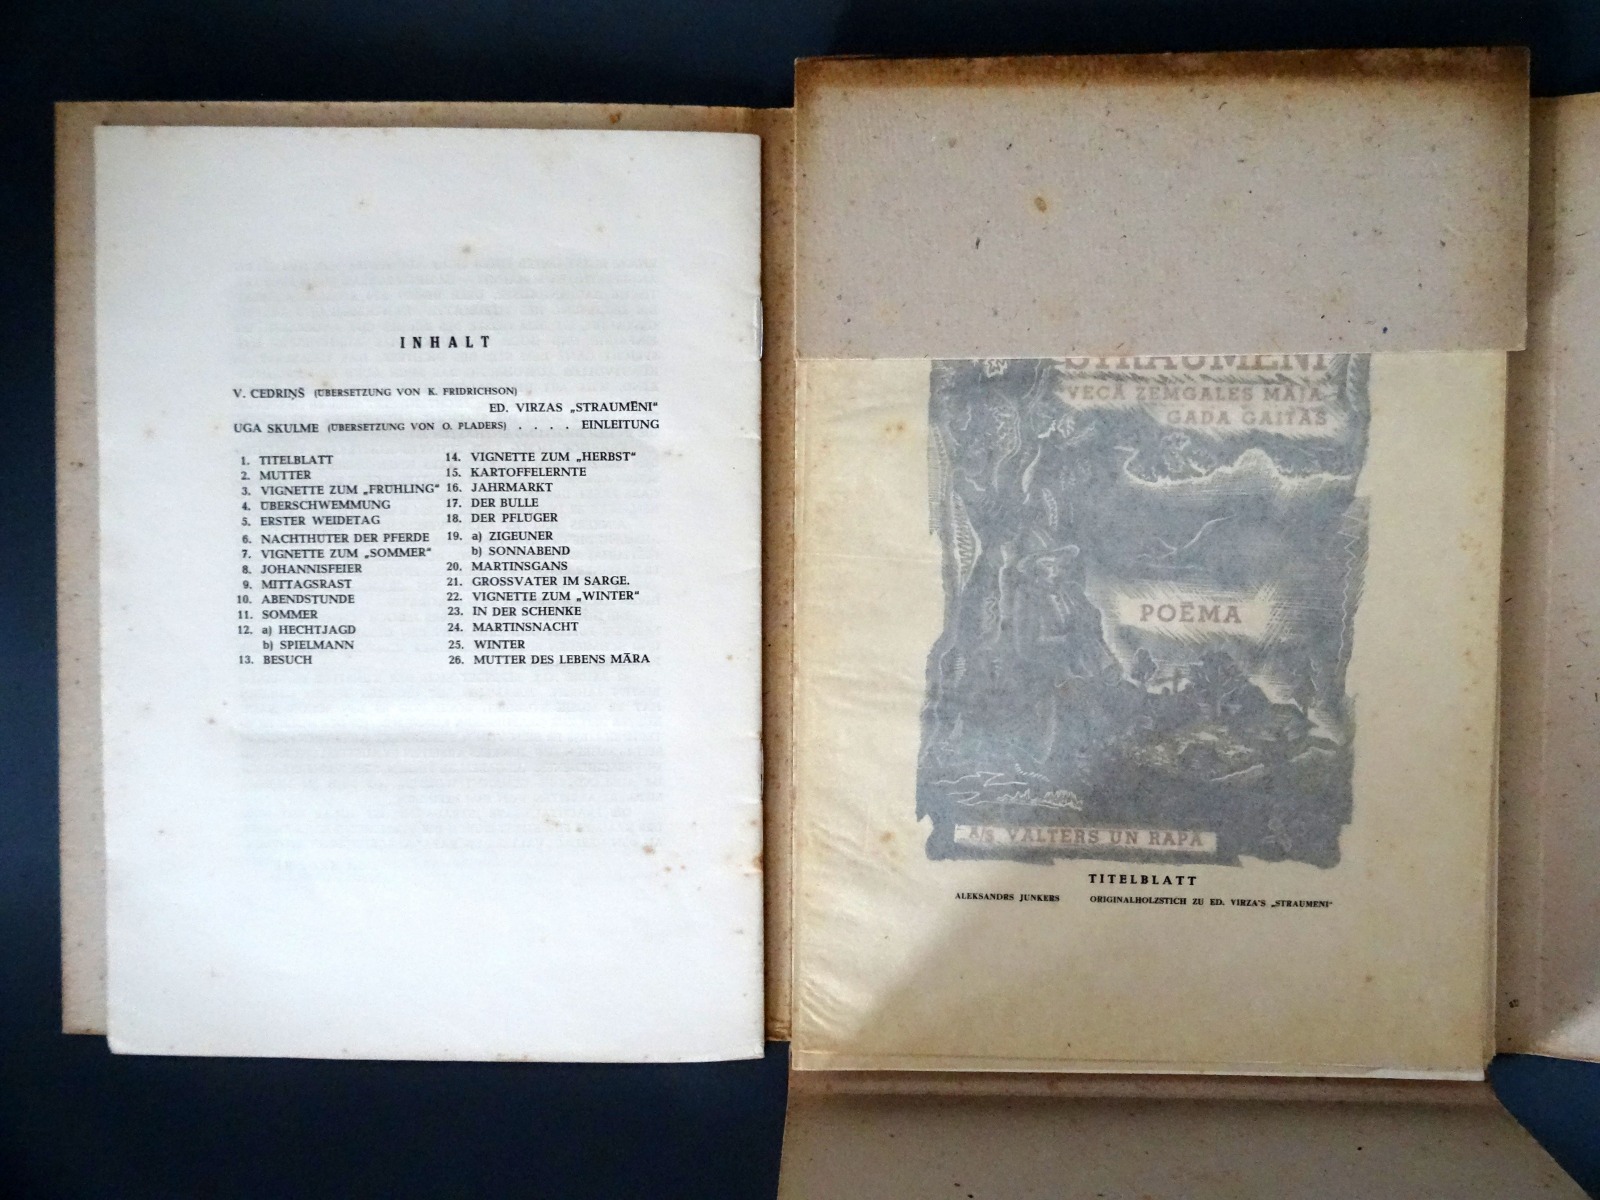 INHALT
V. CEDRIŅŠ (ÜBERSETZUNG VON K. FRIDRICHSON)
ED. VIRZAS „STRAUMĒNI“
UGA SKULME (ÜBERSETZUNG VON O. PLADERS) . . . . EINLEITUNG
1. TITELBLATT
2. MUTTER
3. VIGNETTE ZUM „FRÜHLING“
4. ÜBERSCHWEMMUNG
5. ERSTER WEIDETAG
6. NACHTHÜTER DER PFERDE
7. VIGNETTE ZUM „SOMMER“
8. JOHANNISFEIER
9. MITTAGSRAST
10. ABENDSTUNDE
11. SOMMER
12. a) HECHTJAGD
b) SPIELMANN
13. BESUCH
14. VIGNETTE ZUM „HERBST“
15. KARTOFFELERNTE
16. JAHRMARKT
17. DER BULLE
18. DER PFLÜGER
19. a) ZIGEUNER
b) SONNABEND
20. MARTINSGANS
21. GROSSVATER IM SARGE.
22. VIGNETTE ZUM „WINTER“
23. IN DER SCHENKE
24. MARTINSNACHT
25. WINTER
26. MUTTER DES LEBENS MĀRA
STRAUMĒNI
VECĀ ZEMGALES MĀJA
GADA GAITĀS
POĒMA
A/S. VALTERS UN RAPA
TITELBLATT
ALEKSANDRS JUNKERS ORIGINALHOLZSTICH ZU ED. VIRZA'S „STRAUMENI“